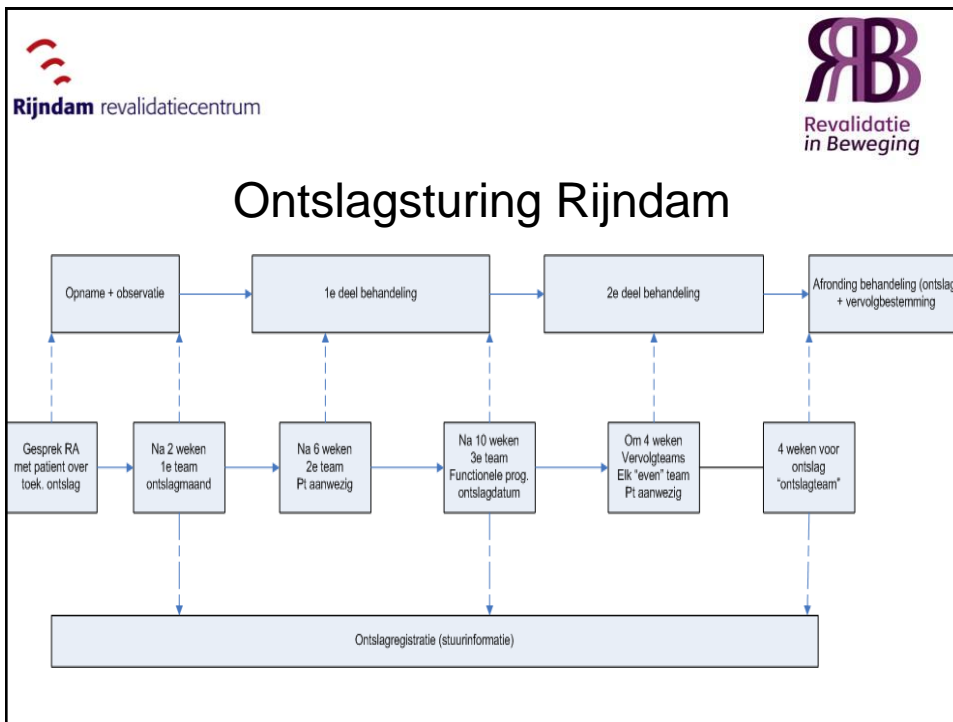 Rijndam revalidatiecentrum
RBB
Revalidatie
in Beweging
Ontslagsturing Rijndam
Opname + observatie
1e deel behandeling
2e deel behandeling
Afronding behandeling (ontslag
+ vervolgbestemming
Gesprek RA
met patient over
toek. ontslag
Na 2 weken
1e team
ontslagmaand
Na 6 weken
2e team
Pt aanwezig
Na 10 weken
3e team
Functionele prog.
ontslagdatum
Om 4 weken
Vervolgteams
Elk “even” team
Pt aanwezig
4 weken voor
ontslag
“ontslagteam”
Ontslagregistratie (stuurinformatie)